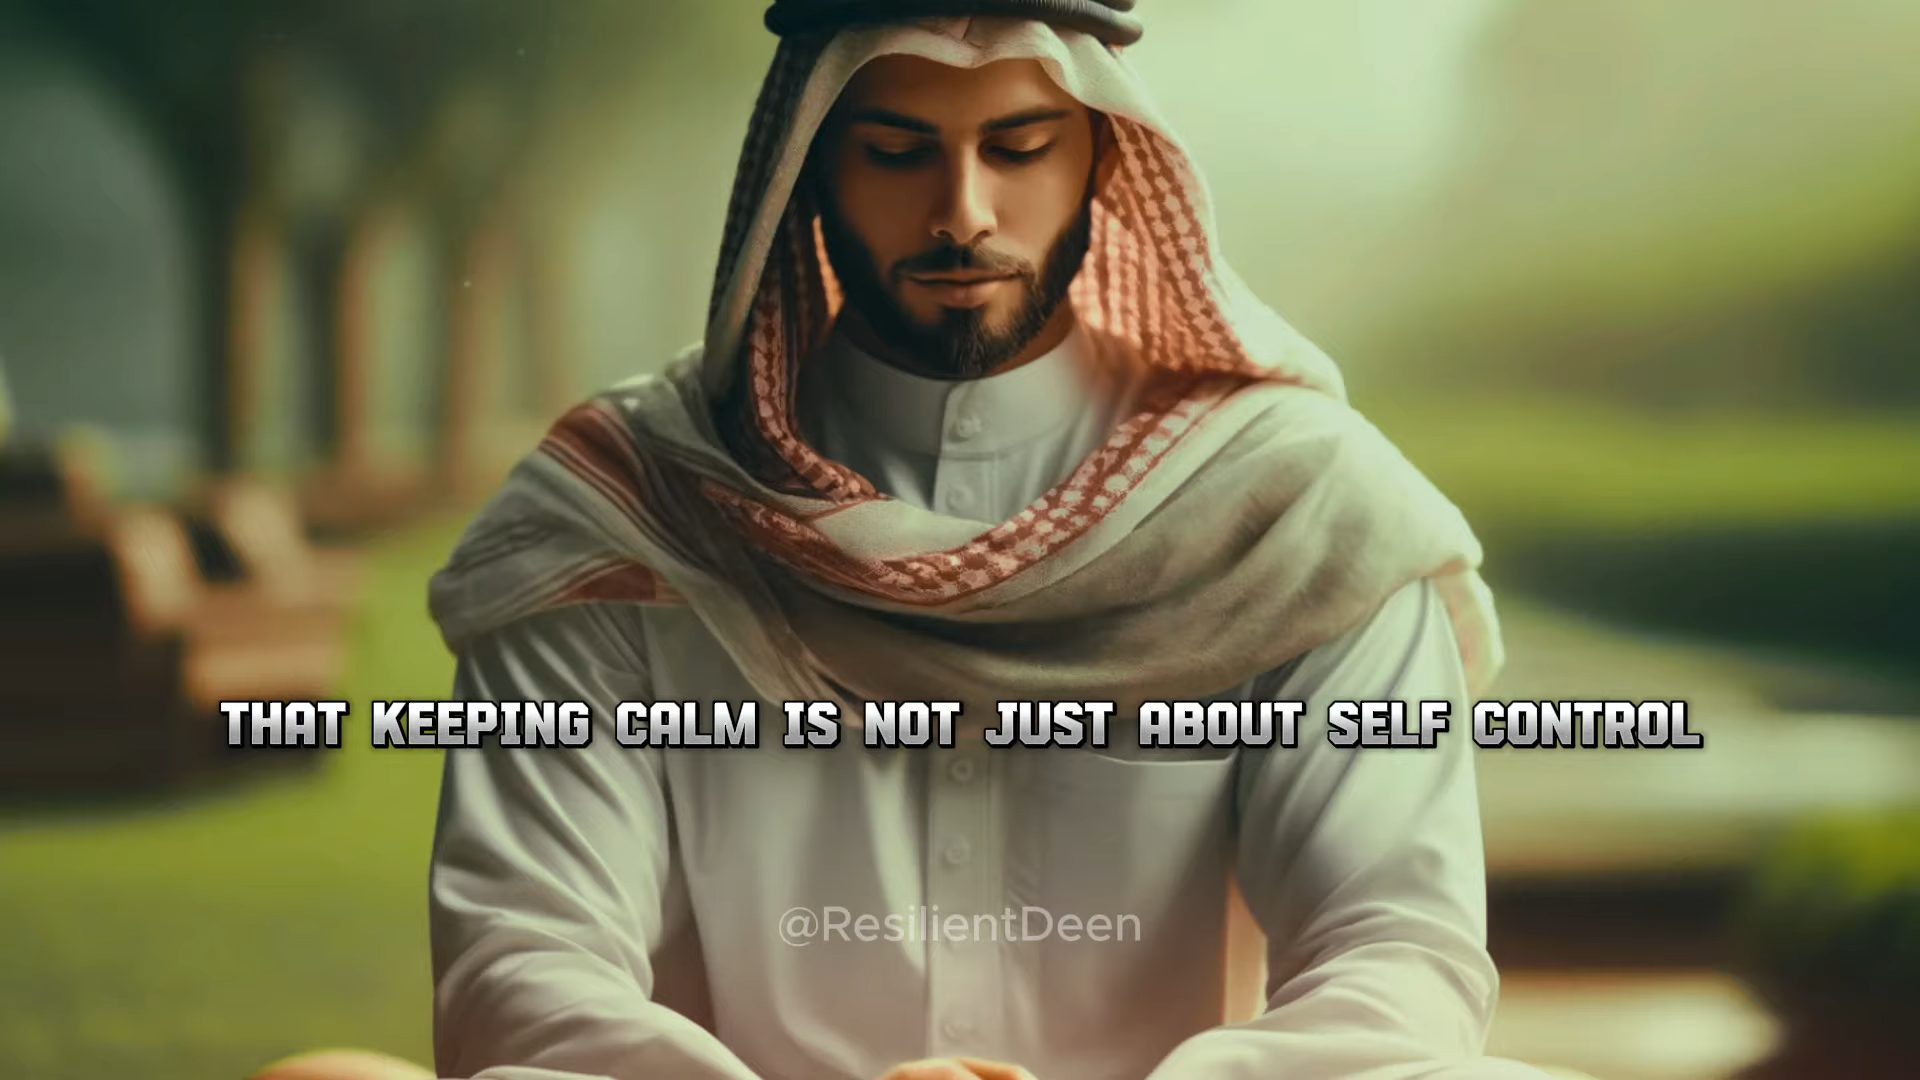 THAT KEEPING CALM IS NOT JUST ABOUT SELF CONTROL
@ResilientDeen